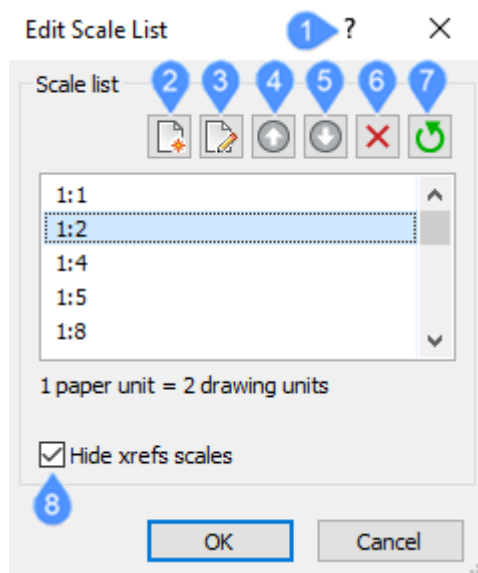 Edit Scale List 1 ?
Scale list 2 3 4 5 6 7
1:1
1:2
1:4
1:5
1:8
1 paper unit = 2 drawing units
Hide xrefs scales
8
OK Cancel